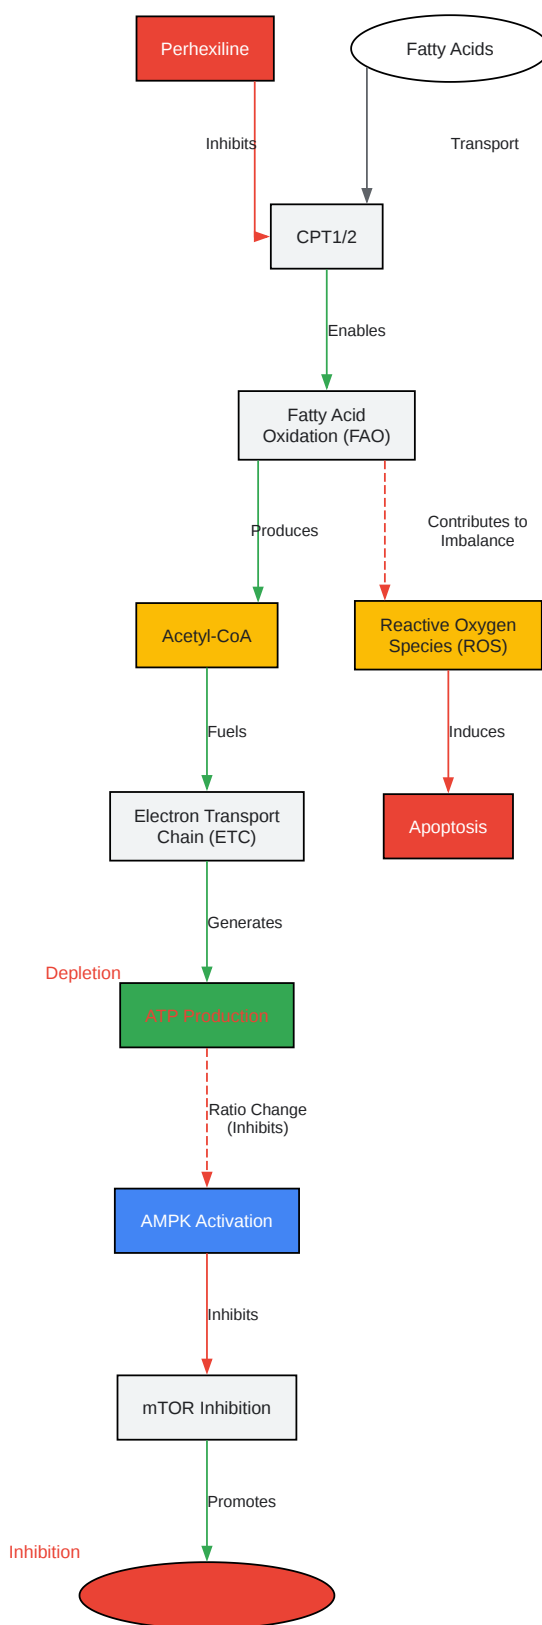 Perhexiline
Fatty Acids
Inhibits
Transport
CPT1/2
Enables
Fatty Acid
Oxidation (FAO)
Produces
Contributes to
Imbalance
Acetyl-CoA
Reactive Oxygen
Species (ROS)
Fuels
Induces
Electron Transport
Chain (ETC)
Apoptosis
Generates
Depletion
ATP Production
Ratio Change
(Inhibits)
AMPK Activation
Inhibits
mTOR Inhibition
Promotes
Inhibition